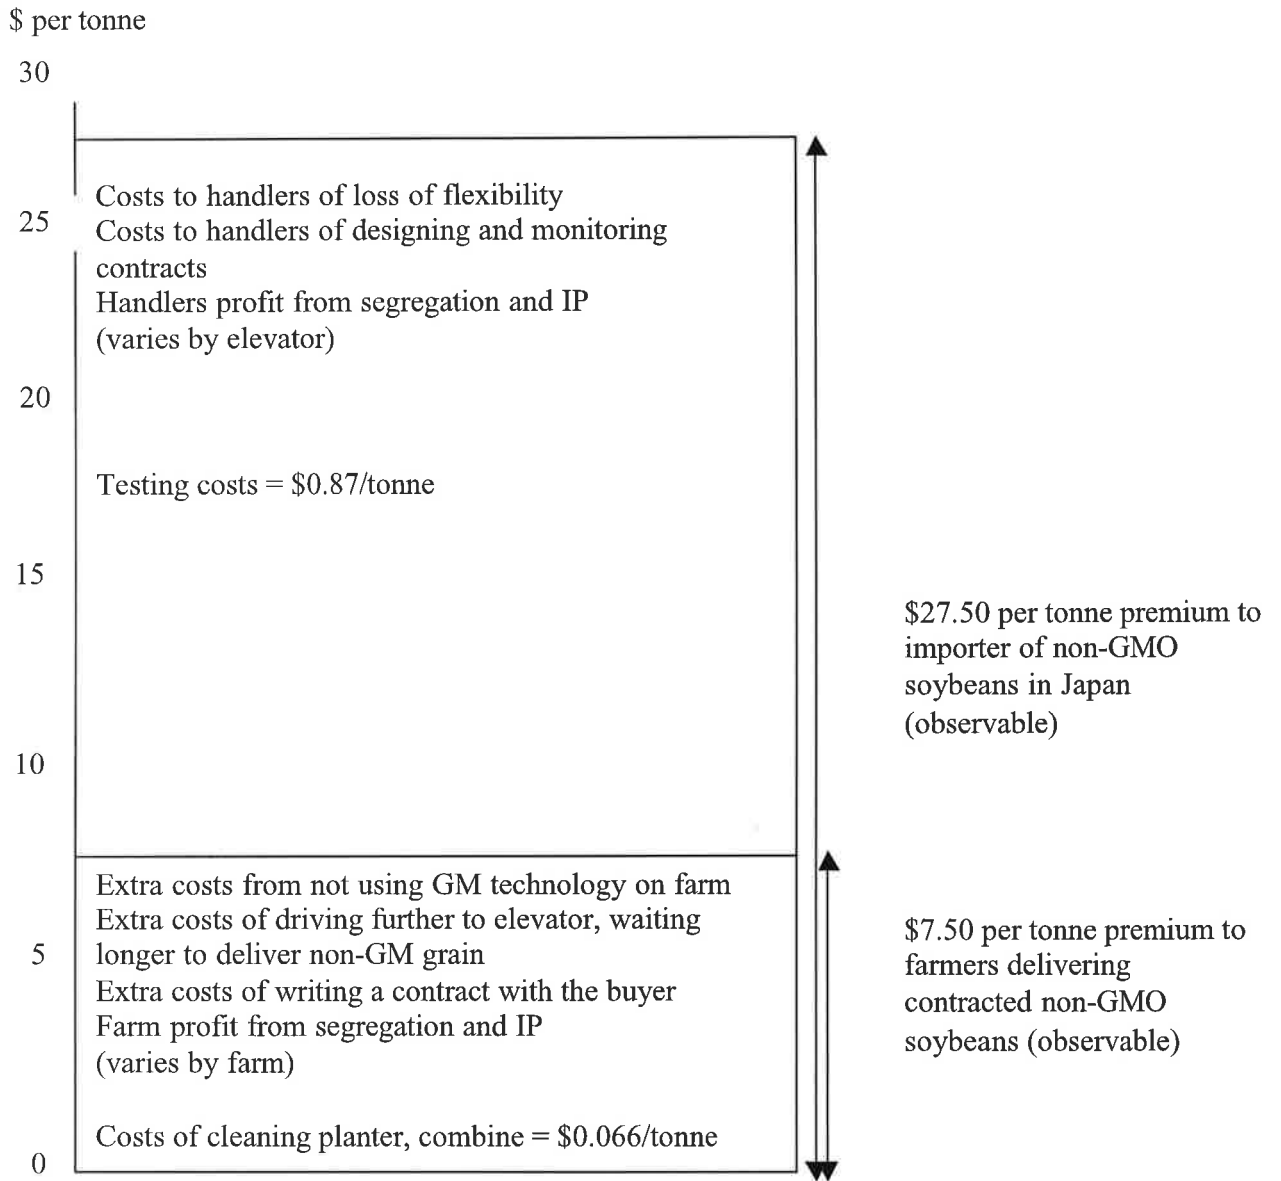 $ per tonne
30
Costs to handlers of loss of flexibility
25
Costs to handlers of designing and monitoring
contracts
Handlers profit from segregation and IP
(varies by elevator)
20
Testing costs = $0.87/tonne
15
$27.50 per tonne premium to
importer of non-GMO
soybeans in Japan
(observable)
10
Extra costs from not using GM technology on farm
Extra costs of driving further to elevator, waiting
longer to deliver non-GM grain
5
Extra costs of writing a contract with the buyer
Farm profit from segregation and IP
(varies by farm)
$7.50 per tonne premium to
farmers delivering
contracted non-GMO
soybeans (observable)
Costs of cleaning planter, combine = $0.066/tonne
0